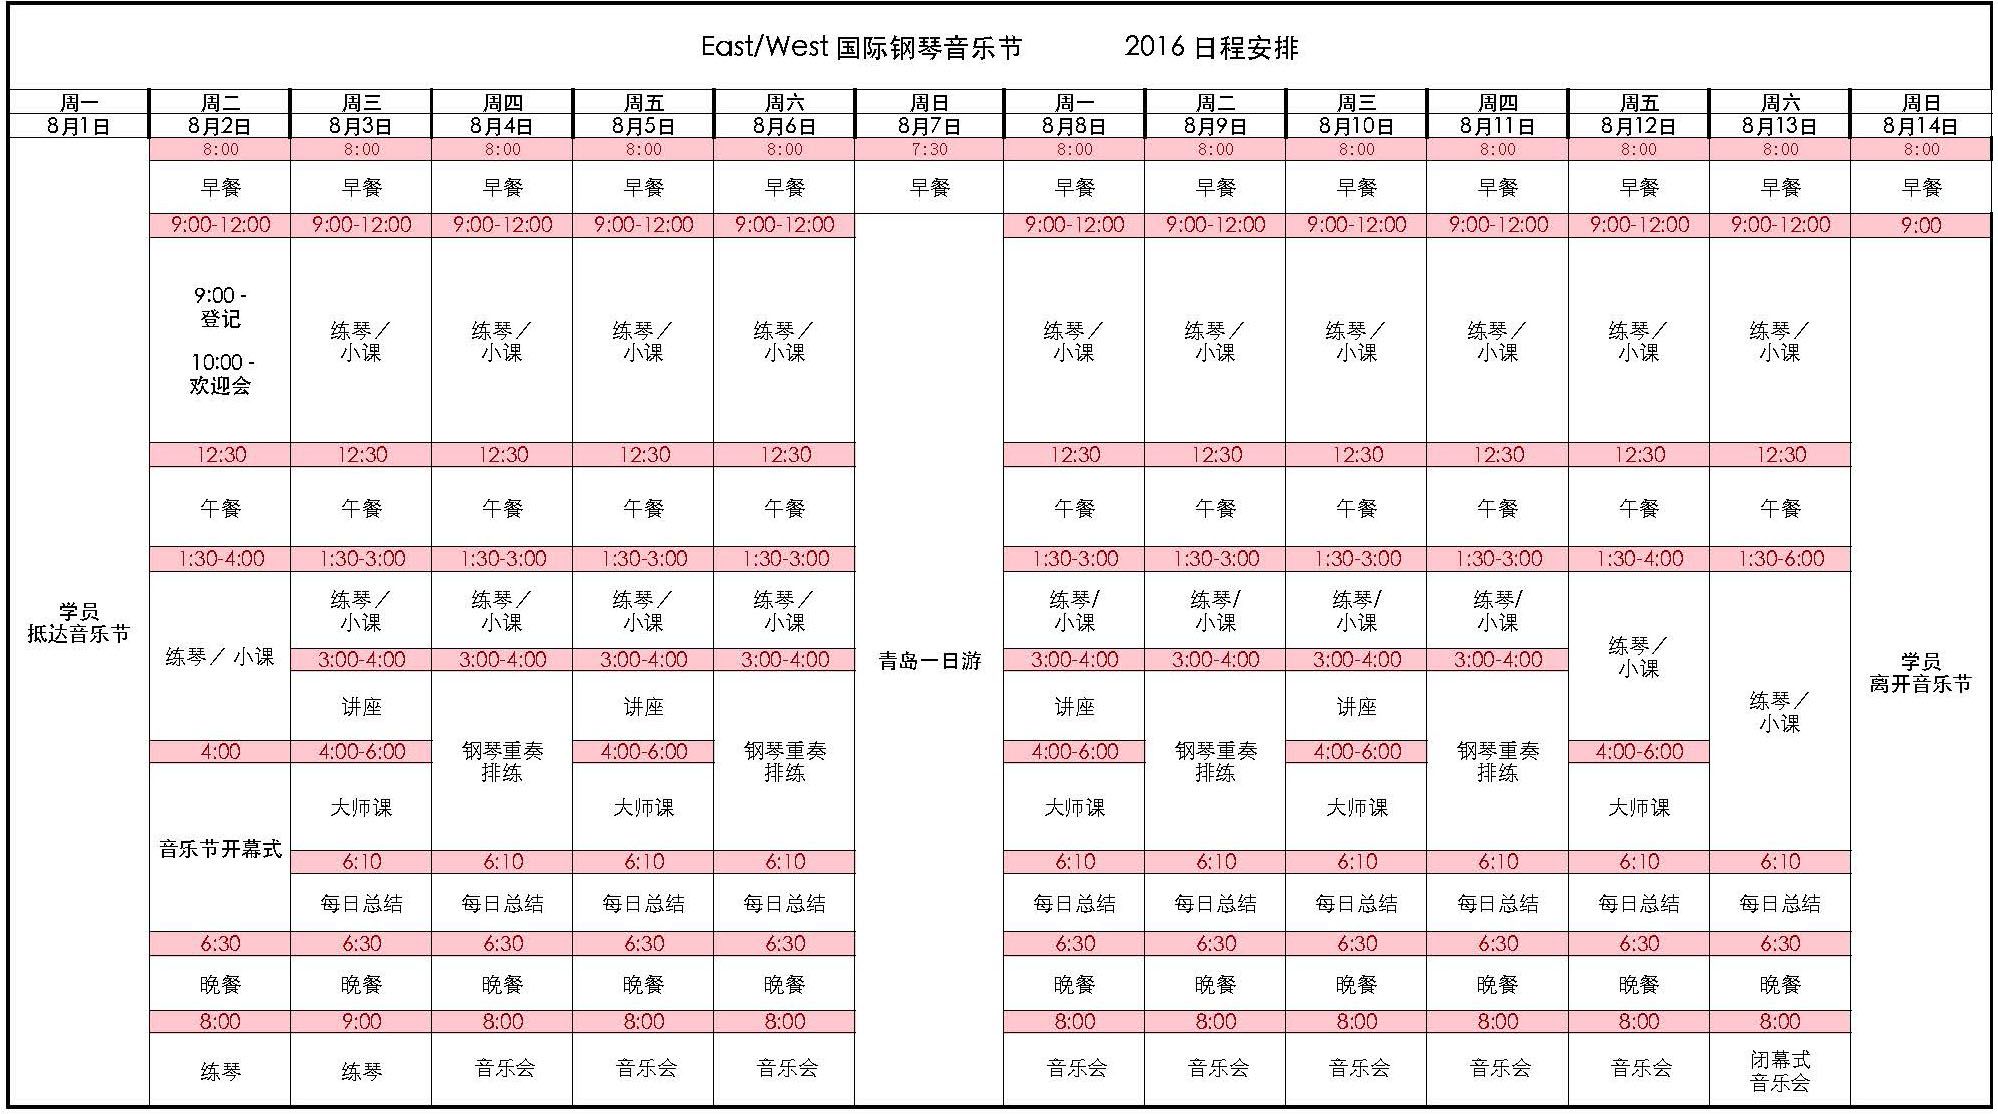 East/West 国际钢琴音乐节 2016 日程安排
周一 周二 周三 周四 周五 周六 周日 周一 周二 周三 周四 周五 周六 周日
8月1日 8月2日 8月3日 8月4日 8月5日 8月6日 8月7日 8月8日 8月9日 8月10日 8月11日 8月12日 8月13日 8月14日
8:00 8:00 8:00 8:00 8:00 7:30 8:00 8:00 8:00 8:00 8:00 8:00 8:00
早餐 早餐 早餐 早餐 早餐 早餐 早餐 早餐 早餐 早餐 早餐 早餐 早餐
9:00-12:00 9:00-12:00 9:00-12:00 9:00-12:00 9:00-12:00 9:00-12:00 9:00-12:00 9:00-12:00 9:00-12:00 9:00-12:00 9:00-12:00 9:00
9:00 -
登记
练琴／ 练琴／ 练琴／ 练琴／ 练琴／ 练琴／ 练琴／ 练琴／ 练琴／ 练琴／
小课 小课 小课 小课 小课 小课 小课 小课 小课 小课
10:00 -
欢迎会
12:30 12:30 12:30 12:30 12:30 12:30 12:30 12:30 12:30 12:30 12:30
午餐 午餐 午餐 午餐 午餐 午餐 午餐 午餐 午餐 午餐 午餐
1:30-4:00 1:30-3:00 1:30-3:00 1:30-3:00 1:30-3:00 1:30-3:00 1:30-3:00 1:30-3:00 1:30-3:00 1:30-4:00 1:30-6:00
练琴／ 练琴／ 练琴／ 练琴／ 练琴/ 练琴/ 练琴/ 练琴/
小课 小课 小课 小课 小课 小课 小课 小课
学员
抵达音乐节
练琴／ 小课
练琴／
小课
3:00-4:00 3:00-4:00 3:00-4:00 3:00-4:00 3:00-4:00 3:00-4:00 3:00-4:00 3:00-4:00
青岛一日游
学员
离开音乐节
讲座 讲座 讲座 讲座
练琴／
小课
4:00 4:00-6:00 4:00-6:00 4:00-6:00 4:00-6:00 4:00-6:00
钢琴重奏 钢琴重奏 钢琴重奏 钢琴重奏
排练 排练 排练 排练
大师课 大师课 大师课 大师课 大师课
音乐节开幕式
6:10 6:10 6:10 6:10 6:10 6:10 6:10 6:10 6:10 6:10
每日总结 每日总结 每日总结 每日总结 每日总结 每日总结 每日总结 每日总结 每日总结 每日总结
6:30 6:30 6:30 6:30 6:30 6:30 6:30 6:30 6:30 6:30 6:30
晚餐 晚餐 晚餐 晚餐 晚餐 晚餐 晚餐 晚餐 晚餐 晚餐 晚餐
8:00 9:00 8:00 8:00 8:00 8:00 8:00 8:00 8:00 8:00 8:00
练琴 练琴 音乐会 音乐会 音乐会 音乐会 音乐会 音乐会 音乐会 音乐会 闭幕式
音乐会